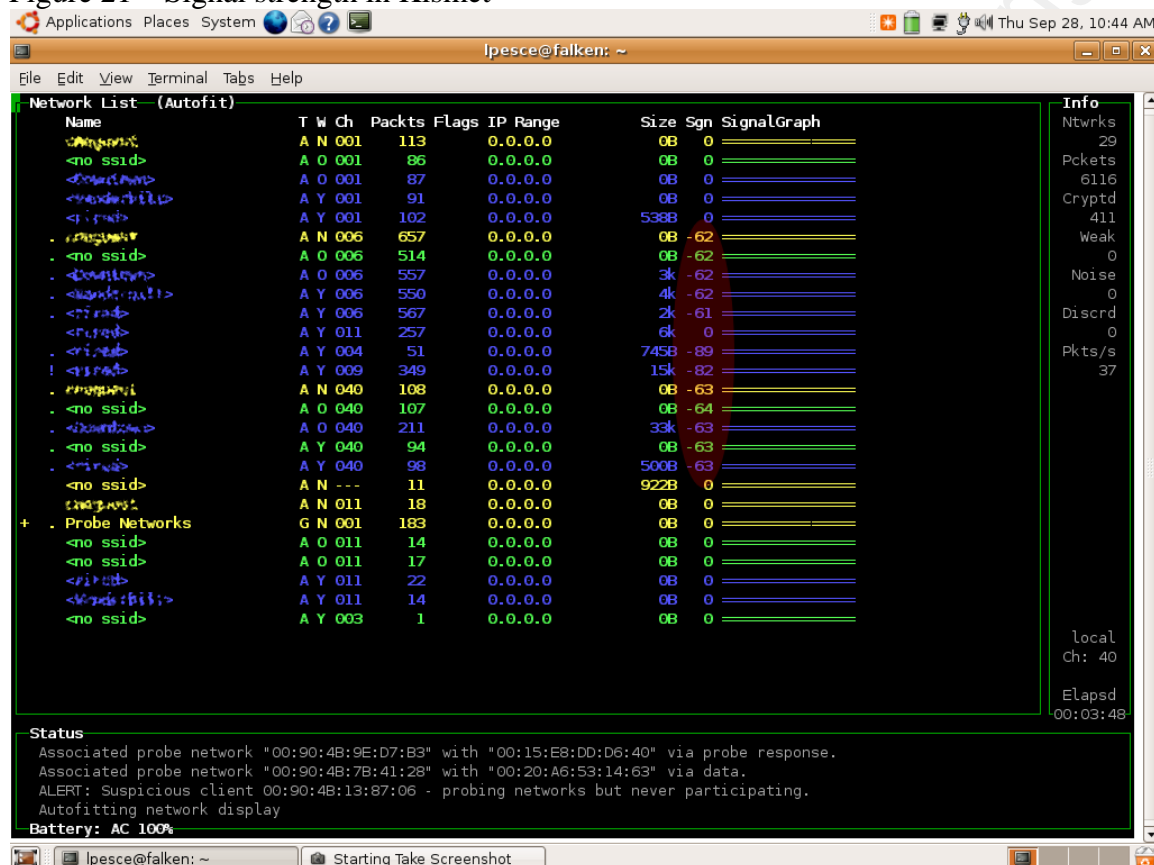 Figure 21 – Signal strength in Kismet
Applications Places System Thu Sep 28, 10:44 AM
lpesce@falken: ~
File Edit View Terminal Tabs Help
Network List—(Autofit) Info
Name T W Ch Packts Flags IP Range Size Sgn SignalGraph Ntwrks
A N 001 113 0.0.0.0 0B 0 29
<no ssid> A O 001 86 0.0.0.0 0B 0 Pckets
A O 001 87 0.0.0.0 0B 0 6116
A Y 001 91 0.0.0.0 0B 0 Cryptd
A Y 001 102 0.0.0.0 538B 0 411
. A N 006 657 0.0.0.0 0B -62 Weak
. <no ssid> A O 006 514 0.0.0.0 0B -62 0
. A O 006 557 0.0.0.0 3k -62 Noise
. A Y 006 550 0.0.0.0 4k -62 0
. A Y 006 567 0.0.0.0 2k -61 Discrd
A Y 011 257 0.0.0.0 6k 0 0
. A Y 004 51 0.0.0.0 745B -89 Pkts/s
! A Y 009 349 0.0.0.0 15k -82 37
. A N 040 108 0.0.0.0 0B -63
. <no ssid> A O 040 107 0.0.0.0 0B -64
. A O 040 211 0.0.0.0 33k -63
. <no ssid> A Y 040 94 0.0.0.0 0B -63
. A Y 040 98 0.0.0.0 500B -63
<no ssid> A N --- 11 0.0.0.0 922B 0
A N 011 18 0.0.0.0 0B 0
+ . Probe Networks G N 001 183 0.0.0.0 0B 0
<no ssid> A O 011 14 0.0.0.0 0B 0
<no ssid> A O 011 17 0.0.0.0 0B 0
A Y 011 22 0.0.0.0 0B 0
A Y 011 14 0.0.0.0 0B 0
<no ssid> A Y 003 1 0.0.0.0 0B 0
local
Ch: 40
Elapsd
00:03:48
Status
Associated probe network "00:90:4B:9E:D7:B3" with "00:15:E8:DD:D6:40" via probe response.
Associated probe network "00:90:4B:7B:41:28" with "00:20:A6:53:14:63" via data.
ALERT: Suspicious client 00:90:4B:13:87:06 - probing networks but never participating.
Autofitting network display
Battery: AC 100%
lpesce@falken: ~ Starting Take Screenshot